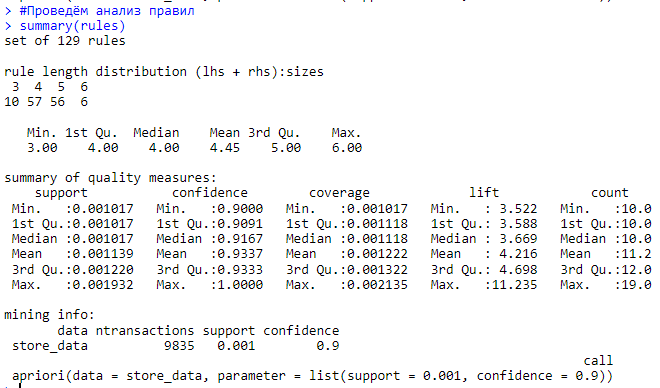 > #Проведём анализ правил
> summary(rules)
set of 129 rules
rule length distribution (lhs + rhs):sizes
 3  4  5  6
10 57 56  6
   Min. 1st Qu.  Median    Mean 3rd Qu.    Max.
   3.00    4.00    4.00    4.45    5.00    6.00
summary of quality measures:
    support           confidence        coverage             lift            count
 Min.   :0.001017   Min.   :0.9000   Min.   :0.001017   Min.   : 3.522   Min.   :10.0
 1st Qu.:0.001017   1st Qu.:0.9091   1st Qu.:0.001118   1st Qu.: 3.588   1st Qu.:10.0
 Median :0.001017   Median :0.9167   Median :0.001118   Median : 3.669   Median :10.0
 Mean   :0.001139   Mean   :0.9337   Mean   :0.001222   Mean   : 4.216   Mean   :11.2
 3rd Qu.:0.001220   3rd Qu.:0.9333   3rd Qu.:0.001322   3rd Qu.: 4.698   3rd Qu.:12.0
 Max.   :0.001932   Max.   :1.0000   Max.   :0.002135   Max.   :11.235   Max.   :19.0
mining info:
       data ntransactions support confidence
 store_data          9835   0.001        0.9
                                                                            call
 apriori(data = store_data, parameter = list(support = 0.001, confidence = 0.9))